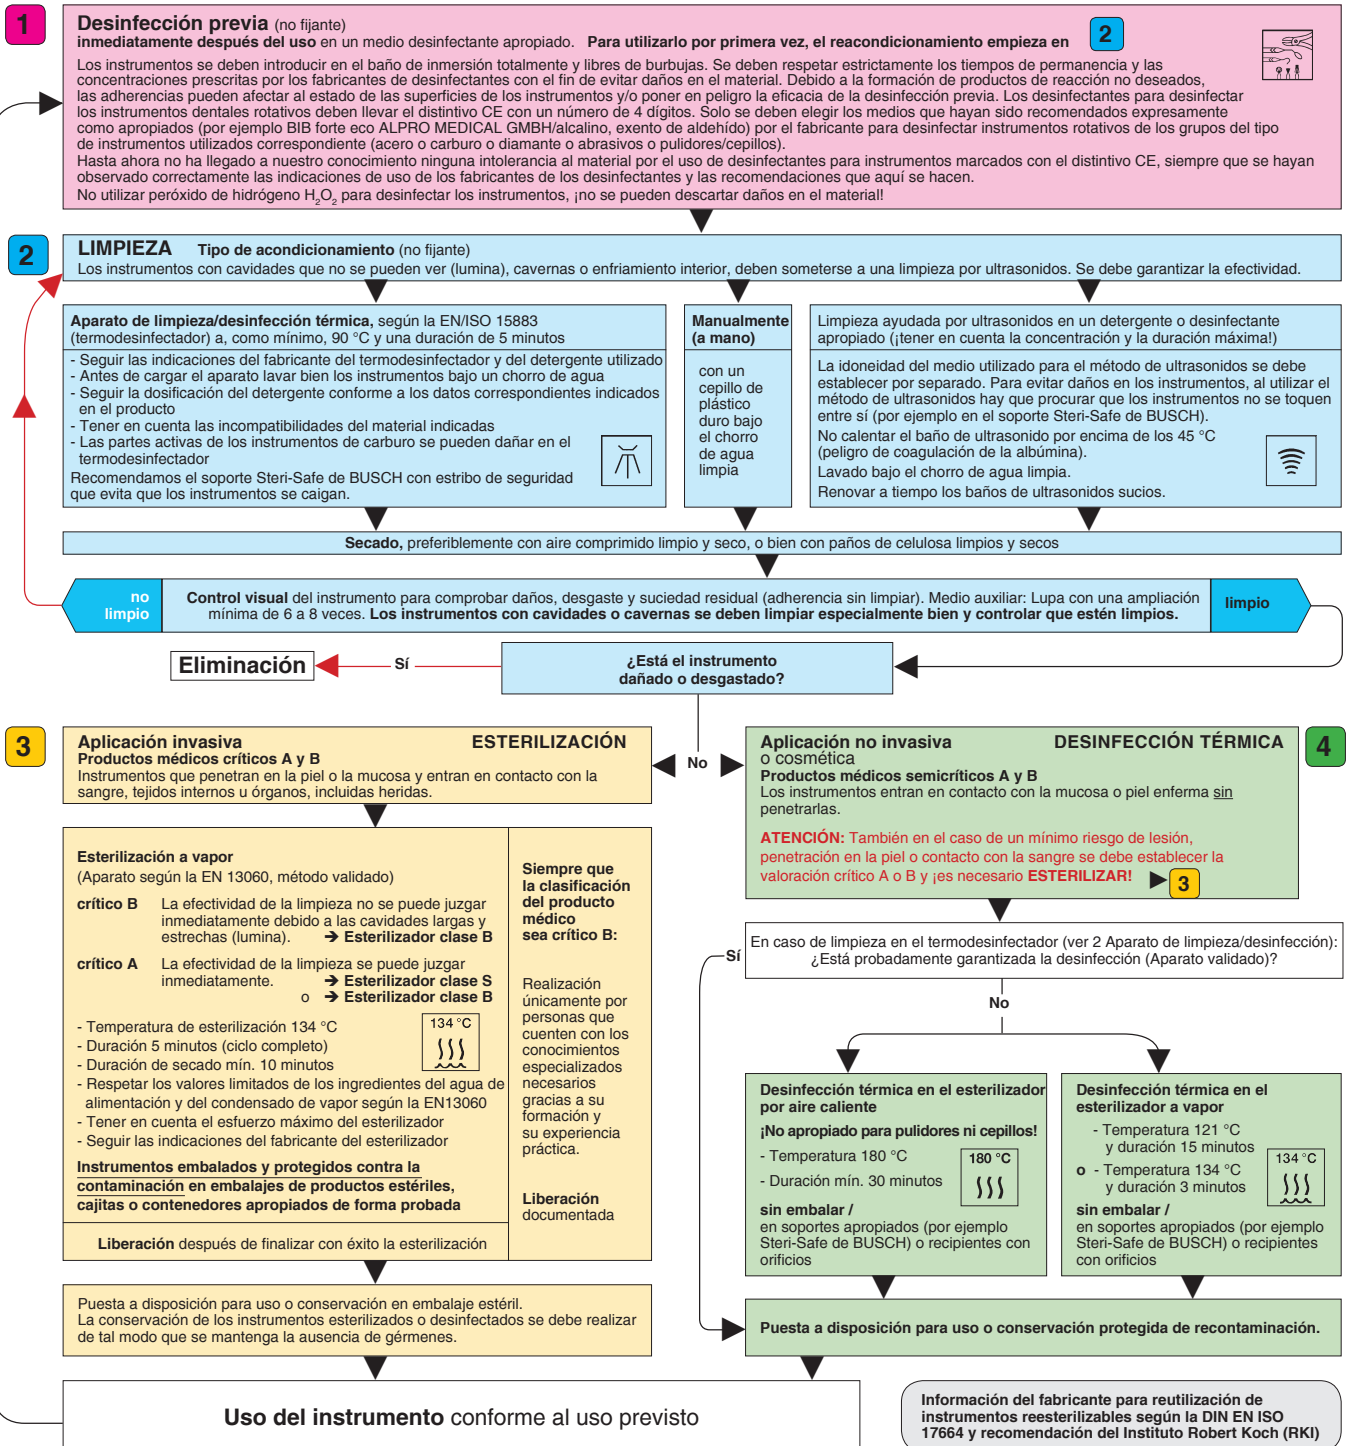 1
Desinfección previa (no fijante)
inmediatamente después del uso en un medio desinfectante apropiado. Para utilizarlo por primera vez, el reacondicionamiento empieza en 2
Los instrumentos se deben introducir en el baño de inmersión totalmente y libres de burbujas. Se deben respetar estrictamente los tiempos de permanencia y las
concentraciones prescritas por los fabricantes de desinfectantes con el fin de evitar daños en el material. Debido a la formación de productos de reacción no deseados,
las adherencias pueden afectar al estado de las superficies de los instrumentos y/o poner en peligro la eficacia de la desinfección previa. Los desinfectantes para desinfectar
los instrumentos dentales rotativos deben llevar el distintivo CE con un número de 4 dígitos. Solo se deben elegir los medios que hayan sido recomendados expresamente
como apropiados (por ejemplo BIB forte eco ALPRO MEDICAL GMBH/alcalino, exento de aldehído) por el fabricante para desinfectar instrumentos rotativos de los grupos del tipo
de instrumentos utilizados correspondiente (acero o carburo o diamante o abrasivos o pulidores/cepillos).
Hasta ahora no ha llegado a nuestro conocimiento ninguna intolerancia al material por el uso de desinfectantes para instrumentos marcados con el distintivo CE, siempre que se hayan
observado correctamente las indicaciones de uso de los fabricantes de los desinfectantes y las recomendaciones que aquí se hacen.
No utilizar peróxido de hidrógeno H₂O₂ para desinfectar los instrumentos, ¡no se pueden descartar daños en el material!
2
LIMPIEZA Tipo de acondicionamiento (no fijante)
Los instrumentos con cavidades que no se pueden ver (lumina), cavernas o enfriamiento interior, deben someterse a una limpieza por ultrasonidos. Se debe garantizar la efectividad.
Aparato de limpieza/desinfección térmica, según la EN/ISO 15883
(termodesinfectador) a, como mínimo, 90 °C y una duración de 5 minutos
- Seguir las indicaciones del fabricante del termodesinfectador y del detergente utilizado
- Antes de cargar el aparato lavar bien los instrumentos bajo un chorro de agua
- Seguir la dosificación del detergente conforme a los datos correspondientes indicados
en el producto
- Tener en cuenta las incompatibilidades del material indicadas
- Las partes activas de los instrumentos de carburo se pueden dañar en el
termodesinfectador
Recomendamos el soporte Steri-Safe de BUSCH con estribo de seguridad
que evita que los instrumentos se caigan.
Manualmente
(a mano)
con un
cepillo de
plástico
duro bajo
el chorro
de agua
limpia
Limpieza ayudada por ultrasonidos en un detergente o desinfectante
apropiado (¡tener en cuenta la concentración y la duración máxima!)
La idoneidad del medio utilizado para el método de ultrasonidos se debe
establecer por separado. Para evitar daños en los instrumentos, al utilizar el
método de ultrasonidos hay que procurar que los instrumentos no se toquen
entre sí (por ejemplo en el soporte Steri-Safe de BUSCH).
No calentar el baño de ultrasonido por encima de los 45 °C
(peligro de coagulación de la albúmina).
Lavado bajo el chorro de agua limpia.
Renovar a tiempo los baños de ultrasonidos sucios.
Secado, preferiblemente con aire comprimido limpio y seco, o bien con paños de celulosa limpios y secos
no
limpio
Control visual del instrumento para comprobar daños, desgaste y suciedad residual (adherencia sin limpiar). Medio auxiliar: Lupa con una ampliación
mínima de 6 a 8 veces. Los instrumentos con cavidades o cavernas se deben limpiar especialmente bien y controlar que estén limpios.
limpio
Eliminación
Sí
¿Está el instrumento
dañado o desgastado?
No
3
Aplicación invasiva ESTERILIZACIÓN
Productos médicos críticos A y B
Instrumentos que penetran en la piel o la mucosa y entran en contacto con la
sangre, tejidos internos u órganos, incluidas heridas.
Esterilización a vapor
(Aparato según la EN 13060, método validado)
crítico B La efectividad de la limpieza no se puede juzgar
inmediatamente debido a las cavidades largas y
estrechas (lumina). ➔ Esterilizador clase B
crítico A La efectividad de la limpieza se puede juzgar
inmediatamente. ➔ Esterilizador clase S
o ➔ Esterilizador clase B
- Temperatura de esterilización 134 °C
- Duración 5 minutos (ciclo completo)
- Duración de secado mín. 10 minutos
- Respetar los valores limitados de los ingredientes del agua de
alimentación y del condensado de vapor según la EN13060
- Tener en cuenta el esfuerzo máximo del esterilizador
- Seguir las indicaciones del fabricante del esterilizador
134 °C
Instrumentos embalados y protegidos contra la
contaminación en embalajes de productos estériles,
cajitas o contenedores apropiados de forma probada
Liberación después de finalizar con éxito la esterilización
Siempre que
la clasificación
del producto
médico
sea crítico B:
Realización
únicamente por
personas que
cuenten con los
conocimientos
especializados
necesarios
gracias a su
formación y
su experiencia
práctica.
Liberación
documentada
Puesta a disposición para uso o conservación en embalaje estéril.
La conservación de los instrumentos esterilizados o desinfectados se debe realizar
de tal modo que se mantenga la ausencia de gérmenes.
4
Aplicación no invasiva DESINFECCIÓN TÉRMICA
o cosmética
Productos médicos semicríticos A y B
Los instrumentos entran en contacto con la mucosa o piel enferma sin
penetrarlas.
ATENCIÓN: También en el caso de un mínimo riesgo de lesión,
penetración en la piel o contacto con la sangre se debe establecer la
valoración crítico A o B y ¡es necesario ESTERILIZAR! 3
En caso de limpieza en el termodesinfectador (ver 2 Aparato de limpieza/desinfección):
¿Está probadamente garantizada la desinfección (Aparato validado)?
Sí
No
Desinfección térmica en el esterilizador
por aire caliente
¡No apropiado para pulidores ni cepillos!
- Temperatura 180 °C
- Duración mín. 30 minutos
180 °C
sin embalar /
en soportes apropiados (por ejemplo
Steri-Safe de BUSCH) o recipientes con
orificios
Desinfección térmica en el
esterilizador a vapor
- Temperatura 121 °C
y duración 15 minutos
o - Temperatura 134 °C
y duración 3 minutos
134 °C
sin embalar /
en soportes apropiados (por ejemplo
Steri-Safe de BUSCH) o recipientes
con orificios
Puesta a disposición para uso o conservación protegida de recontaminación.
Uso del instrumento conforme al uso previsto
Información del fabricante para reutilización de
instrumentos reesterilizables según la DIN EN ISO
17664 y recomendación del Instituto Robert Koch (RKI)